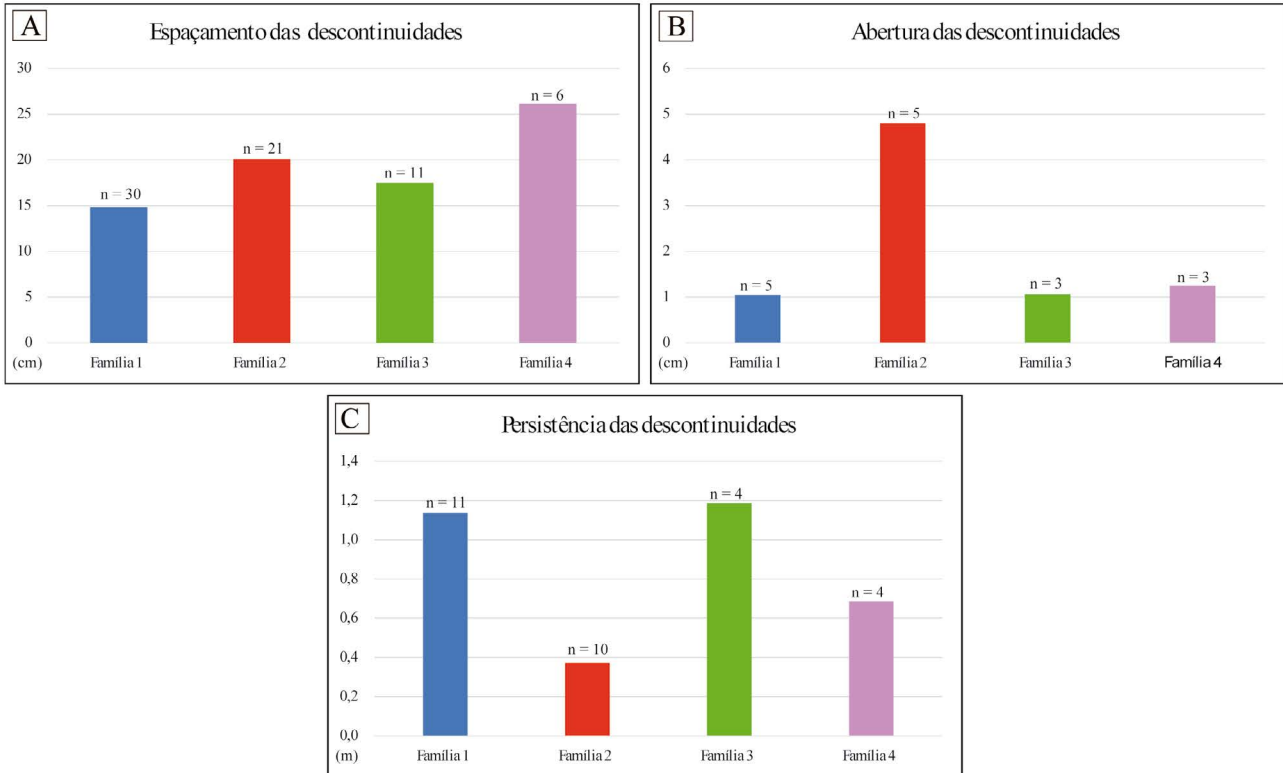 A
Espaçamento das descontinuidades
30
25
20
15
10
5
0
(cm)
n = 30
n = 21
n = 11
n = 6
Família 1
Família 2
Família 3
Família 4
B
Abertura das descontinuidades
6
5
4
3
2
1
0
(cm)
n = 5
n = 5
n = 3
n = 3
Família 1
Família 2
Família 3
Família 4
C
Persistência das descontinuidades
1,4
1,2
1,0
0,8
0,6
0,4
0,2
0,0
(m)
n = 11
n = 10
n = 4
n = 4
Família 1
Família 2
Família 3
Família 4